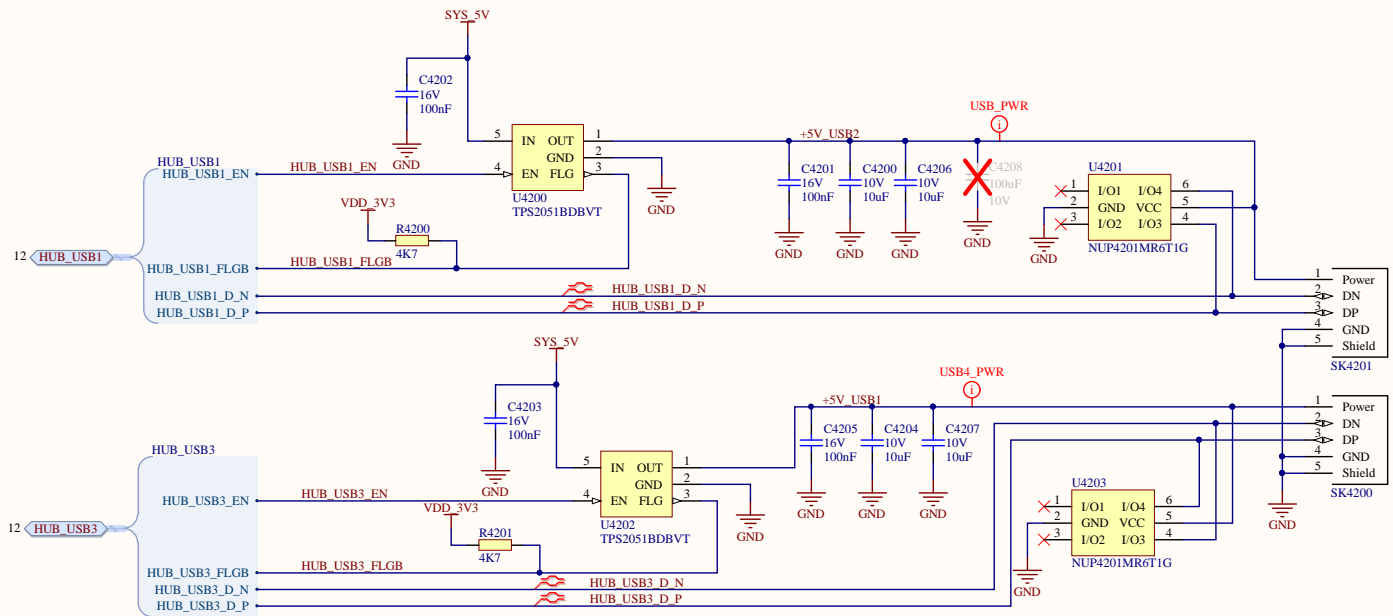 SYS_5V
C4202
16V
100nF
GND
5 IN OUT 1
GND 2
4 EN FLG 3
U4200
TPS2051BDBVT
GND
USB_PWR
i
+5V_USB2
C4201
16V
100nF
GND
C4200
10V
10uF
GND
C4206
10V
10uF
GND
C4208
100uF
10V
GND
U4201
1 I/O1 I/O4 6
2 GND VCC 5
3 I/O2 I/O3 4
NUP4201MR6T1G
GND
HUB_USB1
HUB_USB1_EN HUB_USB1_EN
VDD_3V3
R4200
4K7
12 HUB_USB1
HUB_USB1_FLGB HUB_USB1_FLGB
HUB_USB1_D_N HUB_USB1_D_N
HUB_USB1_D_P HUB_USB1_D_P
1 Power
2 DN
3 DP
4 GND
5 Shield
SK4201
SYS_5V
C4203
16V
100nF
GND
5 IN OUT 1
GND 2
4 EN FLG 3
U4202
TPS2051BDBVT
GND
USB4_PWR
i
+5V_USB1
C4205
16V
100nF
GND
C4204
10V
10uF
GND
C4207
10V
10uF
GND
1 Power
2 DN
3 DP
4 GND
5 Shield
SK4200
GND
U4203
1 I/O1 I/O4 6
2 GND VCC 5
3 I/O2 I/O3 4
NUP4201MR6T1G
GND
HUB_USB3
HUB_USB3_EN HUB_USB3_EN
VDD_3V3
R4201
4K7
12 HUB_USB3
HUB_USB3_FLGB HUB_USB3_FLGB
HUB_USB3_D_N HUB_USB3_D_N
HUB_USB3_D_P HUB_USB3_D_P